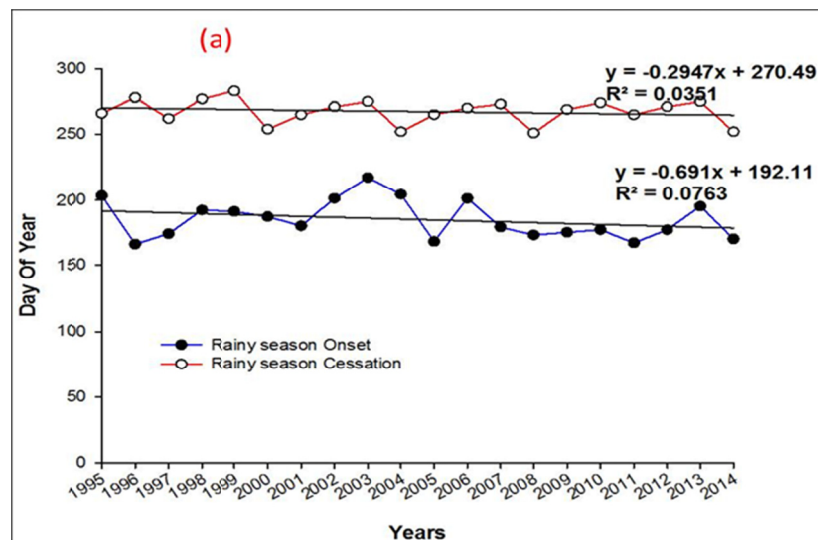 (a)
300
250
200
150
100
50
0
Day Of Year
y = -0.2947x + 270.49
R² = 0.0351
y = -0.691x + 192.11
R² = 0.0763
Rainy season Onset
Rainy season Cessation
1995 1996 1997 1998 1999 2000 2001 2002 2003 2004 2005 2006 2007 2008 2009 2010 2011 2012 2013 2014
Years